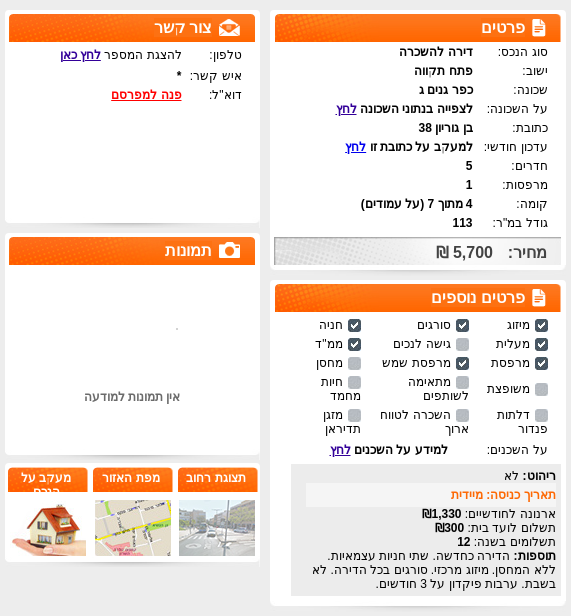 פרטים
סוג הנכס: דירה להשכרה
ישוב: פתח תקווה
שכונה: כפר גנים ג
על השכונה: לצפייה בנתוני השכונה לחץ
כתובת: בן גוריון 38
עדכון חודשי: למעקב על כתובת זו לחץ
חדרים: 5
מרפסות: 1
קומה: 4 מתוך 7 (על עמודים)
גודל במ"ר: 113
מחיר: 5,700 ₪
פרטים נוספים
מיזוג סורגים חניה
מעלית גישה לנכים ממ"ד
מרפסת מרפסת שמש מחסן
משופצת מתאימה לשותפים חיות מחמד
דלתות פנדור השכרה לטווח ארוך מזגן תדיראן
על השכנים: למידע על השכנים לחץ
ריהוט: לא
תאריך כניסה: מיידית
ארנונה לחודשיים: 1,330₪
תשלום לועד בית: 300₪
תשלומים בשנה: 12
תוספות: הדירה כחדשה. שתי חניות עצמאיות.
ללא המחסן. מיזוג מרכזי. סורגים בכל הדירה. לא
בשבת. ערבות פיקדון על 3 חודשים.
צור קשר
טלפון: להצגת המספר לחץ כאן
איש קשר: *
דוא"ל: פנה למפרסם
תמונות
אין תמונות למודעה
תצוגת רחוב
מפת האזור
מעקב על
הנכס